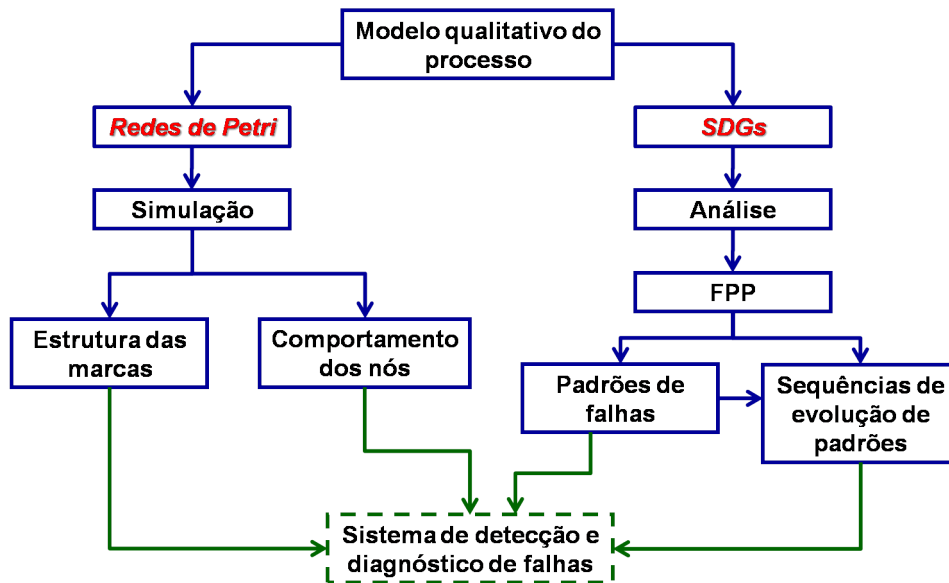 Modelo qualitativo do
processo
Redes de Petri
SDGs
Simulação
Análise
FPP
Estrutura das
marcas
Comportamento
dos nós
Padrões de
falhas
Sequências de
evolução de
padrões
Sistema de detecção e
diagnóstico de falhas